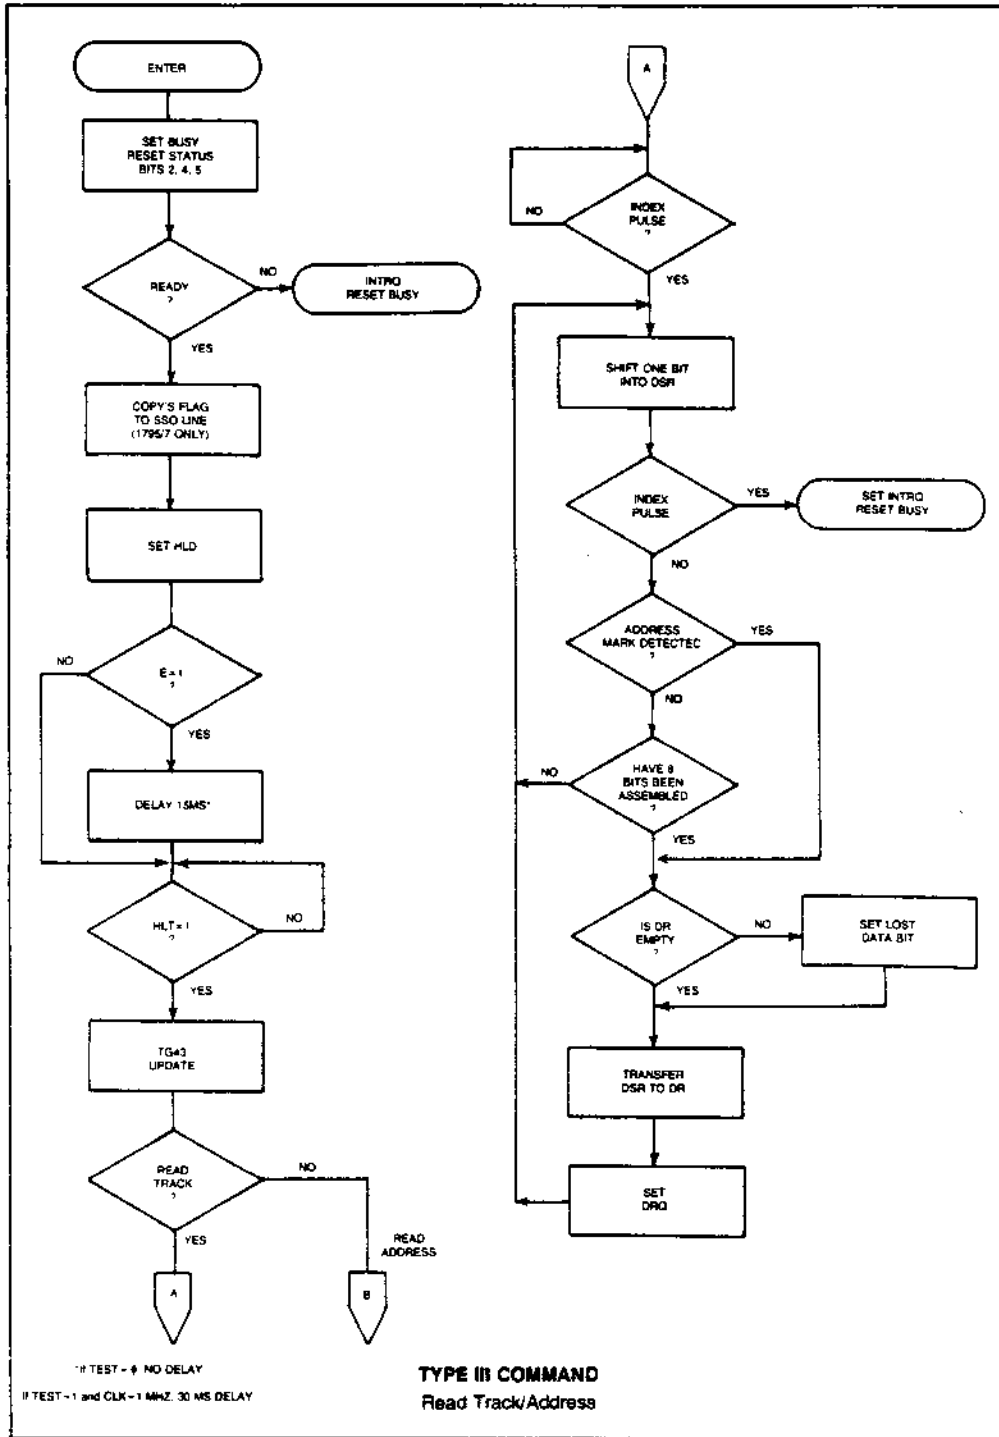 ENTER
SET BUSY
RESET STATUS
BITS 2, 4, 5
READY
?
NO
INTRQ
RESET BUSY
YES
COPY'S FLAG
TO SSO LINE
(1795/7 ONLY)
SET HLD
E = 1
?
NO
YES
DELAY 15MS*
HLT = 1
?
NO
YES
TG43
UPDATE
READ
TRACK
?
NO
YES
READ
ADDRESS
A
B
*If TEST = φ NO DELAY
If TEST = 1 and CLK = 1 MHZ, 30 MS DELAY
A
INDEX
PULSE
?
NO
YES
SHIFT ONE BIT
INTO DSR
INDEX
PULSE
YES
SET INTRQ
RESET BUSY
NO
ADDRESS
MARK DETECTED
?
YES
NO
HAVE 8
BITS BEEN
ASSEMBLED
?
NO
YES
IS DR
EMPTY
?
NO
SET LOST
DATA BIT
YES
TRANSFER
DSR TO DR
SET
DRQ
TYPE III COMMAND
Read Track/Address